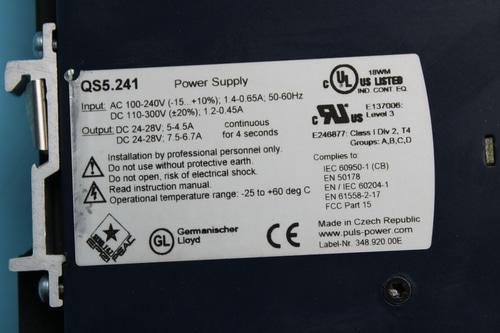 QS5.241 Power Supply
Input: AC 100-240V (-15...+10%); 1.4-0.65A; 50-60Hz
DC 110-300V (±20%); 1.2-0.45A
Output: DC 24-28V; 5-4.5A continuous
DC 24-28V; 7.5-6.7A for 4 seconds
Installation by professional personnel only.
Do not use without protective earth.
Do not open, risk of electrical shock.
Read instruction manual.
Operational temperature range: -25 to +60 deg C
GL Germanischer
Lloyd
CE
18WM
C UL US LISTED
IND. CONT. EQ.
E137006:
Level 3
E246877: Class I Div 2, T4
Groups: A,B,C,D
Complies to:
IEC 60950-1 (CB)
EN 50178
EN / IEC 60204-1
EN 61558-2-17
FCC Part 15
Made in Czech Republic
www.puls-power.com
Label-Nr. 348.920.00E